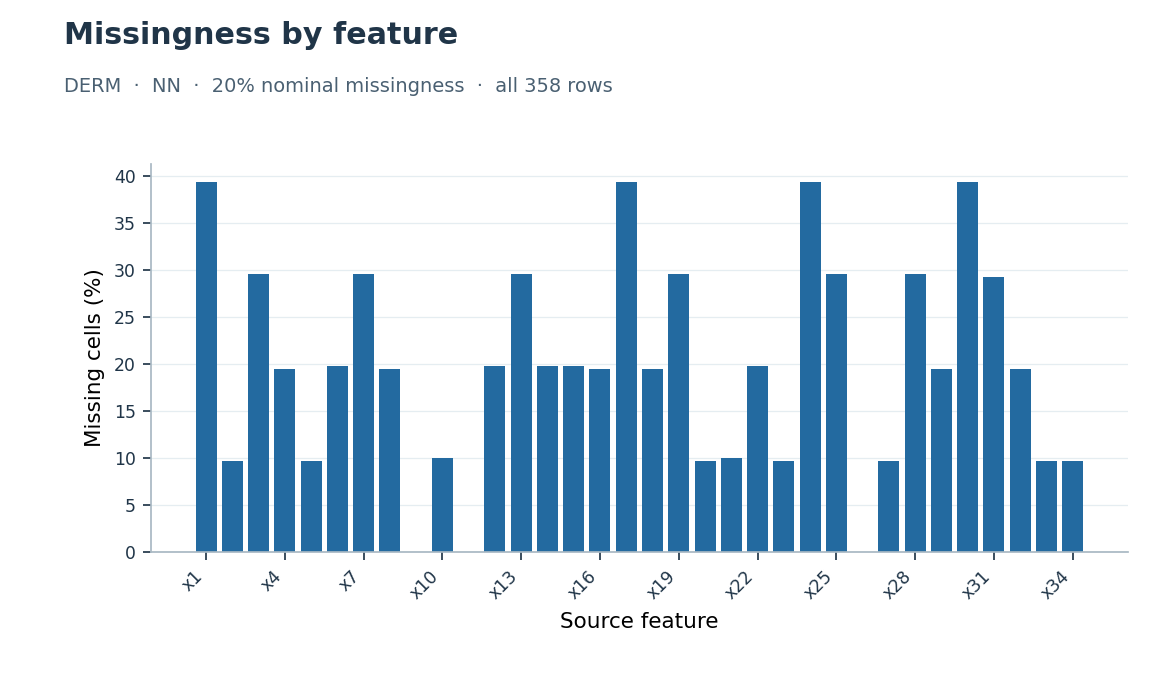 Missingness by feature
DERM · NN · 20% nominal missingness · all 358 rows
40
35
30
25
20
15
10
5
0
Missing cells (%)
x1 x4 x7 x10 x13 x16 x19 x22 x25 x28 x31 x34
Source feature